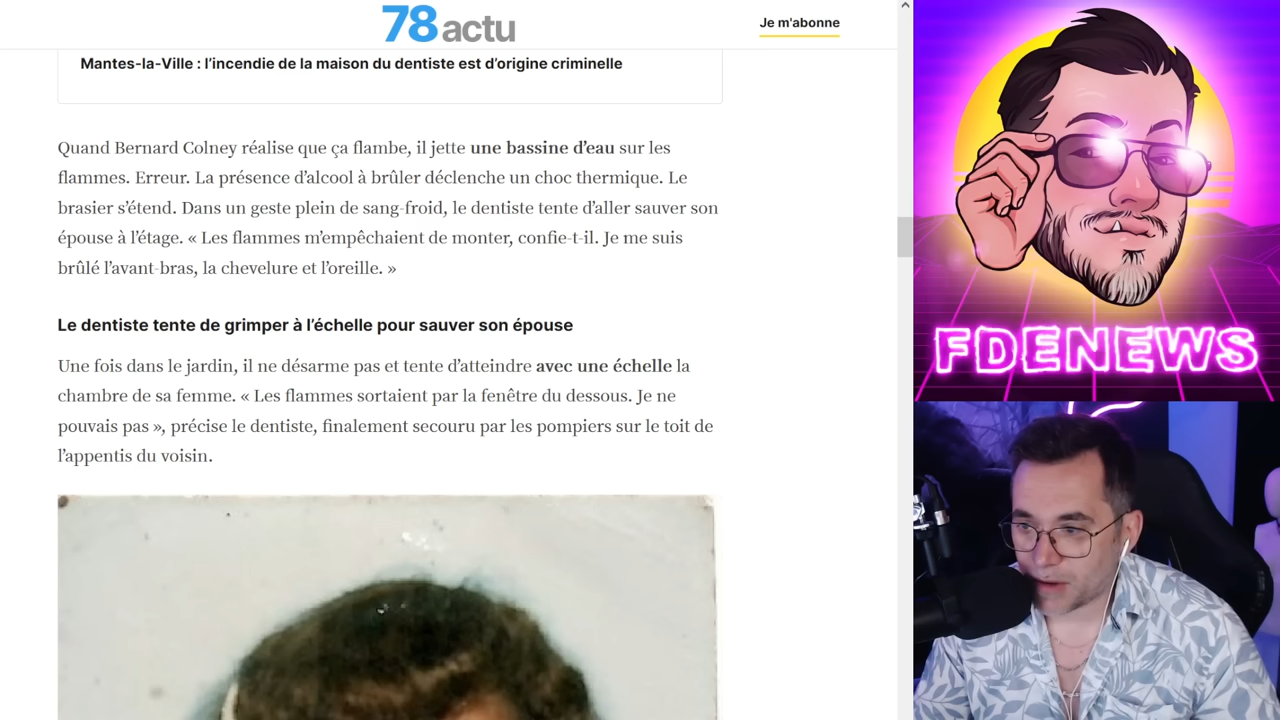 78 actu
Je m'abonne
Mantes-la-Ville : l’incendie de la maison du dentiste est d’origine criminelle
Quand Bernard Colney réalise que ça flambe, il jette une bassine d’eau sur les
flammes. Erreur. La présence d’alcool à brûler déclenche un choc thermique. Le
brasier s’étend. Dans un geste plein de sang-froid, le dentiste tente d’aller sauver son
épouse à l’étage. « Les flammes m’empêchaient de monter, confie-t-il. Je me suis
brûlé l’avant-bras, la chevelure et l’oreille. »
Le dentiste tente de grimper à l’échelle pour sauver son épouse
Une fois dans le jardin, il ne désarme pas et tente d’atteindre avec une échelle la
chambre de sa femme. « Les flammes sortaient par la fenêtre du dessous. Je ne
pouvais pas », précise le dentiste, finalement secouru par les pompiers sur le toit de
l’appentis du voisin.
FDENEWS